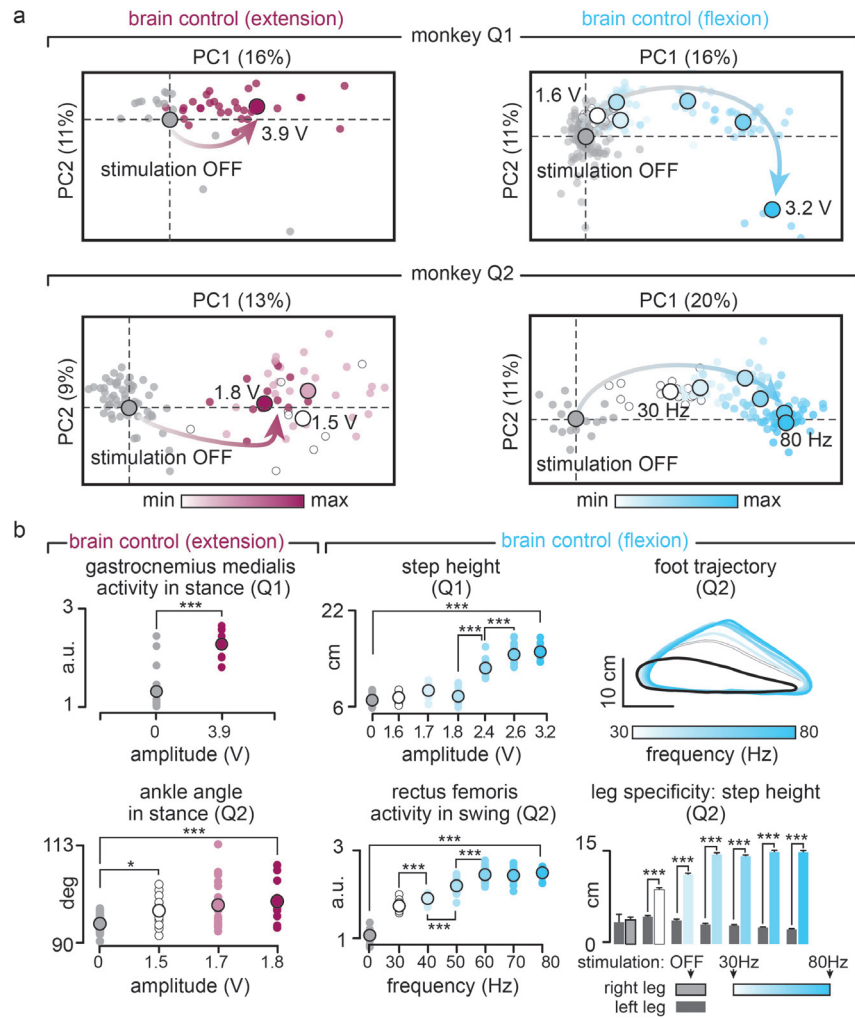 a
brain control (extension)
brain control (flexion)
monkey Q1
PC1 (16%)
PC1 (16%)
PC2 (11%)
stimulation OFF
3.9 V
PC2 (11%)
1.6 V
stimulation OFF
3.2 V
monkey Q2
PC1 (13%)
PC1 (20%)
PC2 (9%)
1.8 V
1.5 V
stimulation OFF
PC2 (11%)
30 Hz
80 Hz
stimulation OFF
min
max
min
max
b
brain control (extension)
brain control (flexion)
gastrocnemius medialis
activity in stance (Q1)
3
a.u.
1
***
0
3.9
amplitude (V)
step height
(Q1)
22
cm
6
***
***
***
0
1.6
1.7
1.8
2.4
2.6
3.2
amplitude (V)
foot trajectory
(Q2)
10 cm
30
80
frequency (Hz)
ankle angle
in stance (Q2)
113
deg
90
***
*
0
1.5
1.7
1.8
amplitude (V)
rectus femoris
activity in swing (Q2)
3
a.u.
1
***
***
***
***
0
30
40
50
60
70
80
frequency (Hz)
leg specificity: step height
(Q2)
15
cm
0
***
***
***
***
***
***
stimulation: OFF
30Hz
80Hz
right leg
left leg